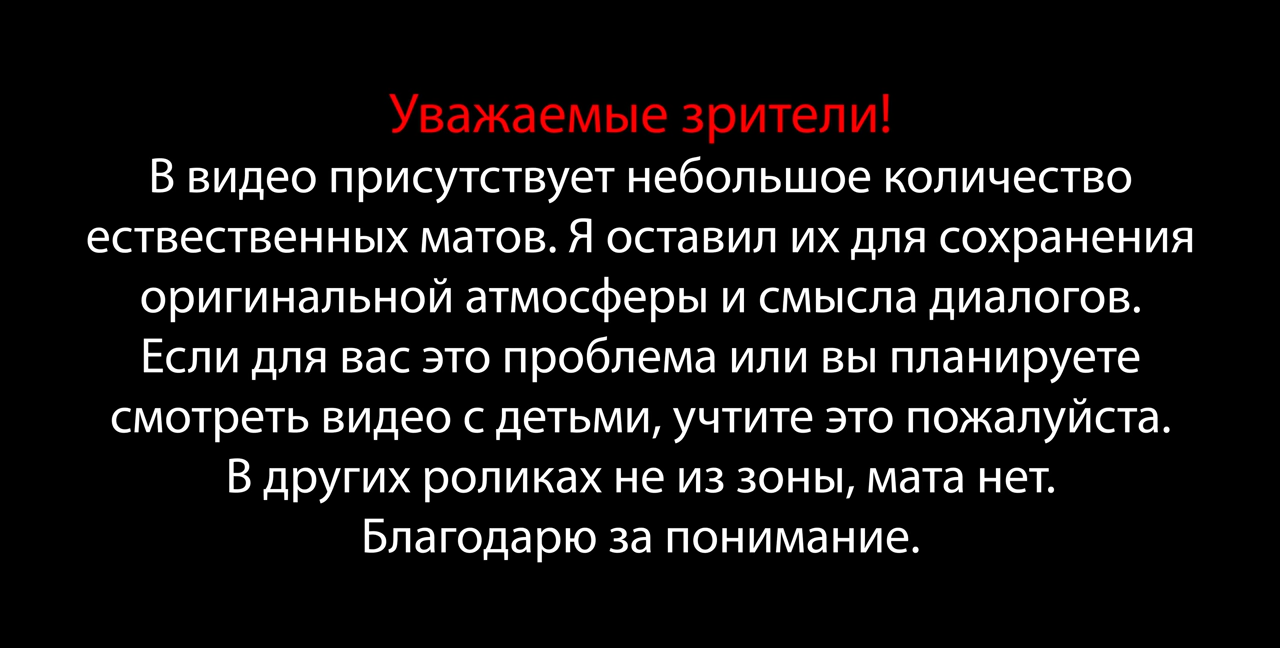 Уважаемые зрители!
В видео присутствует небольшое количество
ествественных матов. Я оставил их для сохранения
оригинальной атмосферы и смысла диалогов.
Если для вас это проблема или вы планируете
смотреть видео с детьми, учтите это пожалуйста.
В других роликах не из зоны, мата нет.
Благодарю за понимание.